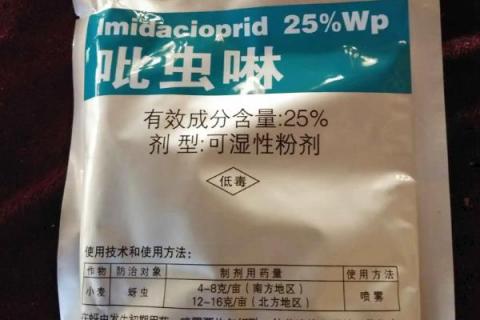 Imidacloprid 25%Wp
吡虫啉
有效成分含量:25%
剂 型:可湿性粉剂
低毒
使用技术和使用方法:
作物 防治对象 制剂用药量 使用方法
小麦 蚜虫 4-8克/亩（南方地区） 喷雾
12-16克/亩（北方地区）